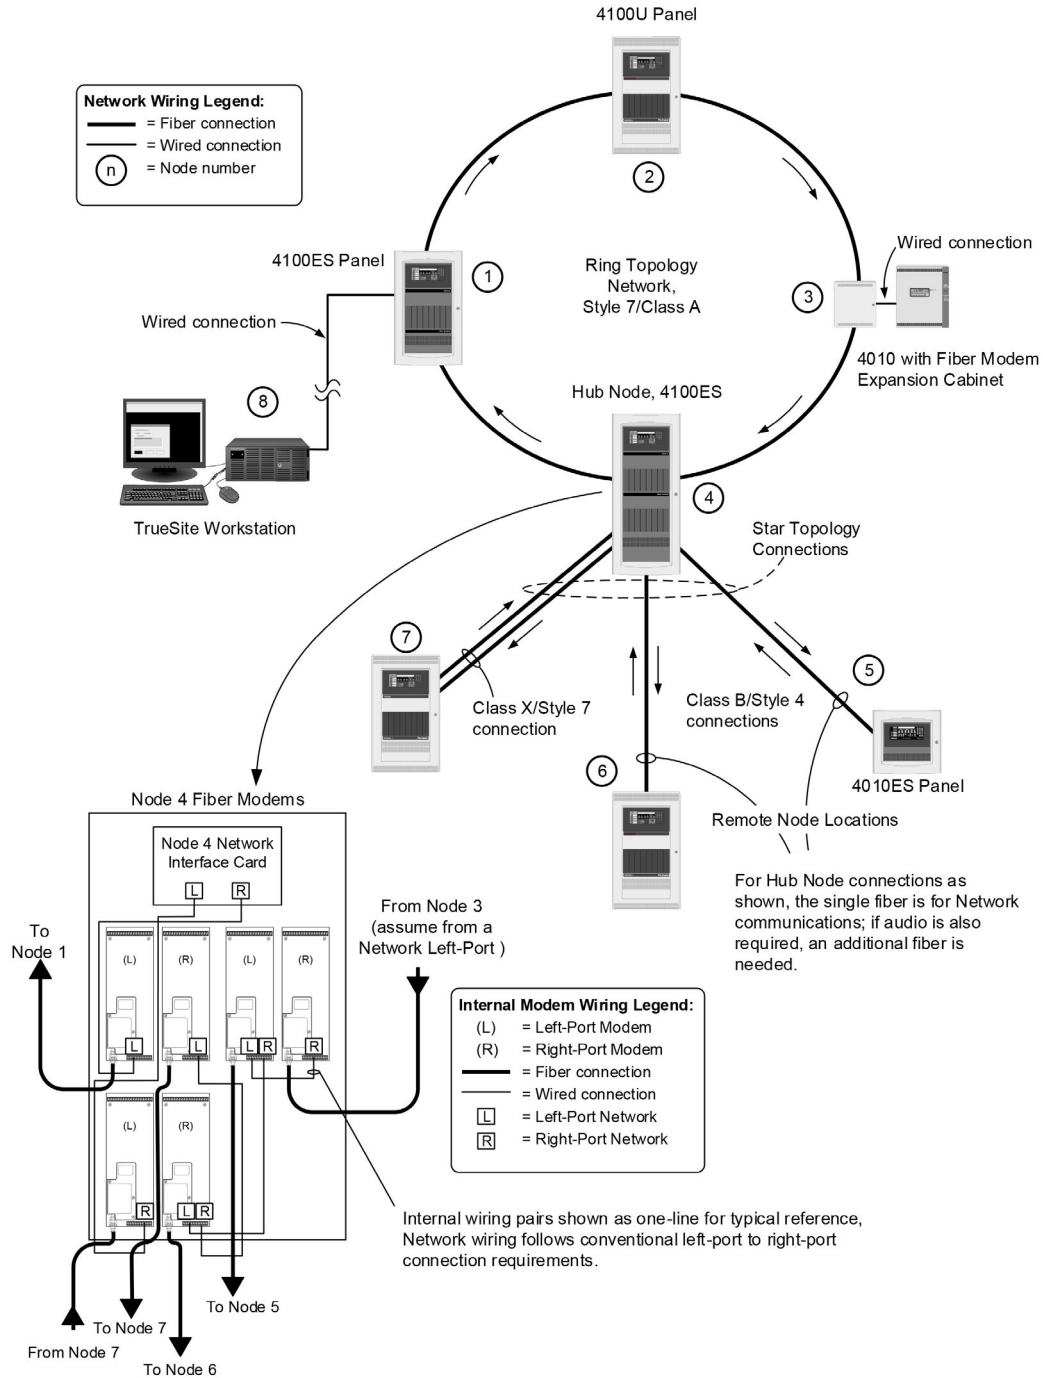 4100U Panel
Network Wiring Legend:
= Fiber connection
= Wired connection
n = Node number
2
Wired connection
4100ES Panel
1
Ring Topology
Network,
Style 7/Class A
3
Wired connection
4010 with Fiber Modem
Expansion Cabinet
8
Hub Node, 4100ES
4
TrueSite Workstation
Star Topology
Connections
7
5
Class X/Style 7
connection
Class B/Style 4
connections
6
4010ES Panel
Node 4 Fiber Modems
Remote Node Locations
Node 4 Network
Interface Card
L R
For Hub Node connections as
shown, the single fiber is for Network
communications; if audio is also
required, an additional fiber is
needed.
From Node 3
(assume from a
Network Left-Port )
To
Node 1
(L) (R) (L) (R)
L L L R R
Internal Modem Wiring Legend:
(L) = Left-Port Modem
(R) = Right-Port Modem
= Fiber connection
= Wired connection
L = Left-Port Network
R = Right-Port Network
(L) (R)
R L R
Internal wiring pairs shown as one-line for typical reference,
Network wiring follows conventional left-port to right-port
connection requirements.
To Node 5
To Node 7
From Node 7
To Node 6